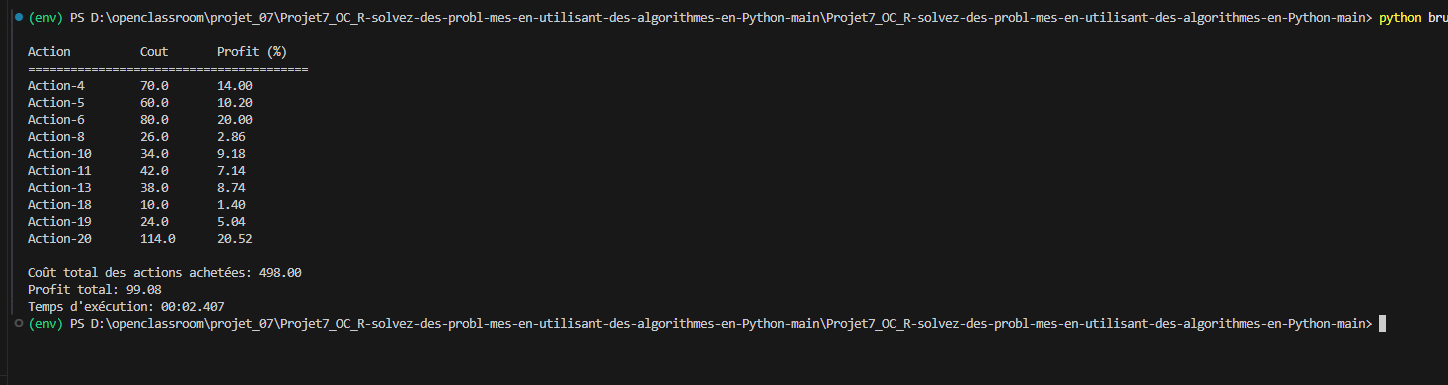 (env) PS D:\openclassroom\projet_07\Projet7_OC_R-solvez-des-probl-mes-en-utilisant-des-algorithmes-en-Python-main\Projet7_OC_R-solvez-des-probl-mes-en-utilisant-des-algorithmes-en-Python-main> python bru
Action Cout Profit (%)
========================================
Action-4 70.0 14.00
Action-5 60.0 10.20
Action-6 80.0 20.00
Action-8 26.0 2.86
Action-10 34.0 9.18
Action-11 42.0 7.14
Action-13 38.0 8.74
Action-18 10.0 1.40
Action-19 24.0 5.04
Action-20 114.0 20.52
Coût total des actions achetées: 498.00
Profit total: 99.08
Temps d'exécution: 00:02.407
(env) PS D:\openclassroom\projet_07\Projet7_OC_R-solvez-des-probl-mes-en-utilisant-des-algorithmes-en-Python-main\Projet7_OC_R-solvez-des-probl-mes-en-utilisant-des-algorithmes-en-Python-main>